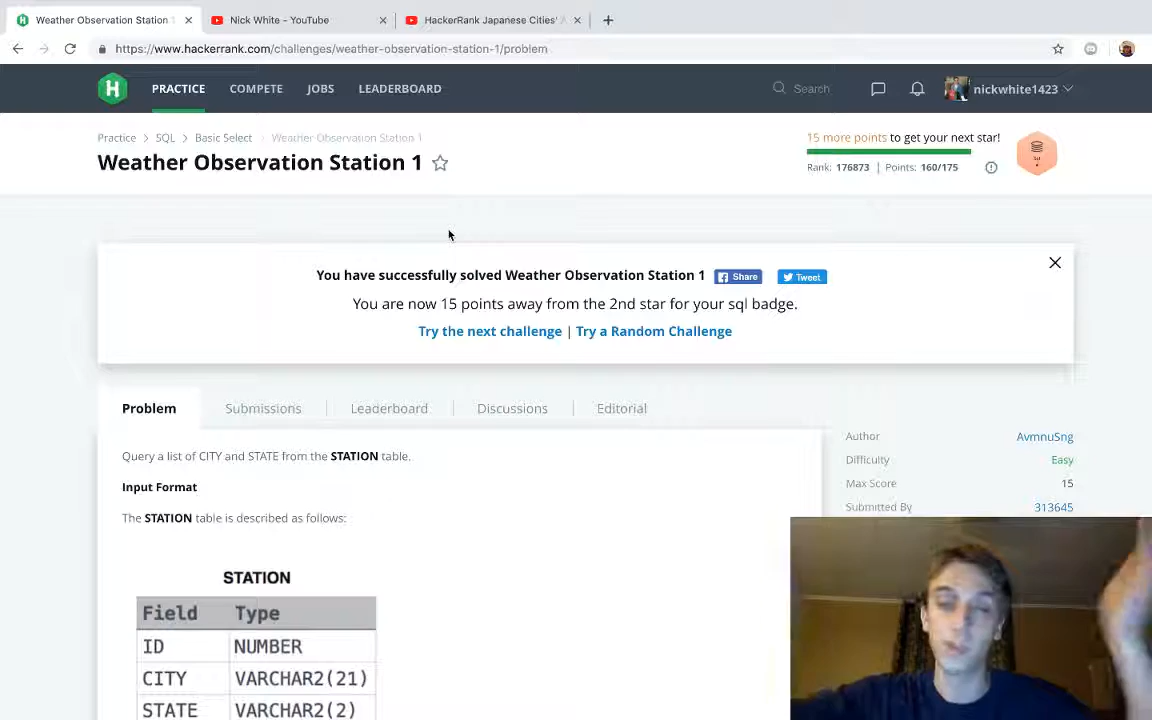 Weather Observation Station 1
Nick White - YouTube
HackerRank Japanese Cities'
https://www.hackerrank.com/challenges/weather-observation-station-1/problem
H
PRACTICE
COMPETE
JOBS
LEADERBOARD
Search
nickwhite1423
Practice > SQL > Basic Select > Weather Observation Station 1
Weather Observation Station 1
15 more points to get your next star!
Rank: 176873 | Points: 160/175
Sql
You have successfully solved Weather Observation Station 1
Share
Tweet
You are now 15 points away from the 2nd star for your sql badge.
Try the next challenge | Try a Random Challenge
Problem
Submissions
Leaderboard
Discussions
Editorial
Query a list of CITY and STATE from the STATION table.
Input Format
The STATION table is described as follows:
Author AvmnuSng
Difficulty Easy
Max Score 15
Submitted By 313645
STATION
Field Type
ID NUMBER
CITY VARCHAR2(21)
STATE VARCHAR2(2)